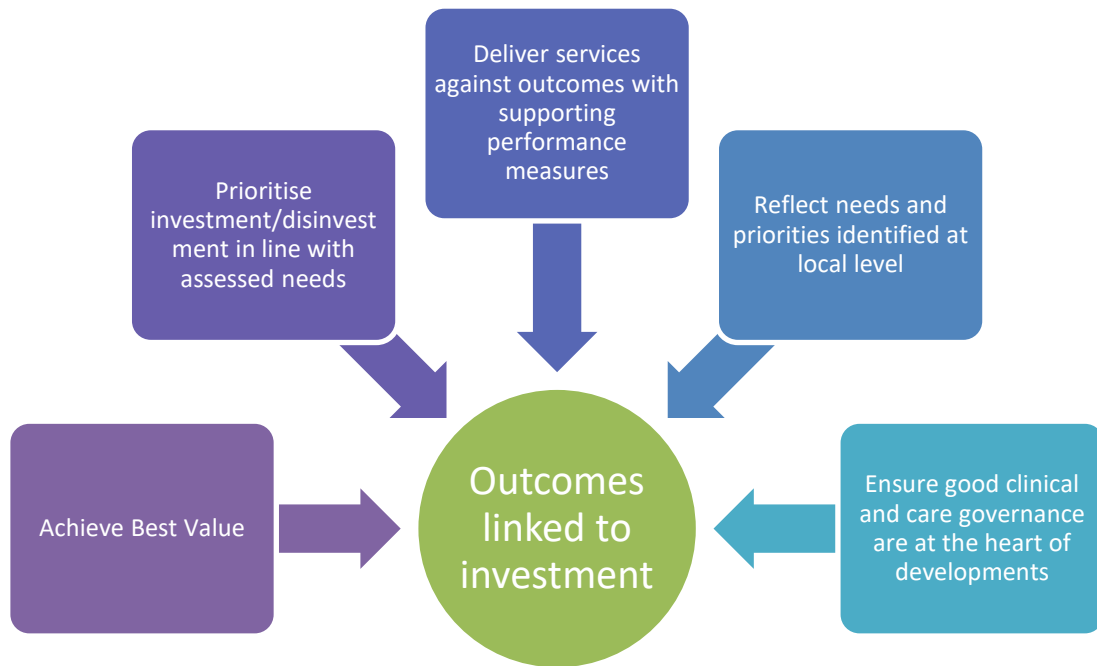 Deliver services
against outcomes with
supporting
performance
measures
Prioritise
investment/disinvest
ment in line with
assessed needs
Reflect needs and
priorities identified at
local level
Achieve Best Value
Outcomes
linked to
investment
Ensure good clinical
and care governance
are at the heart of
developments